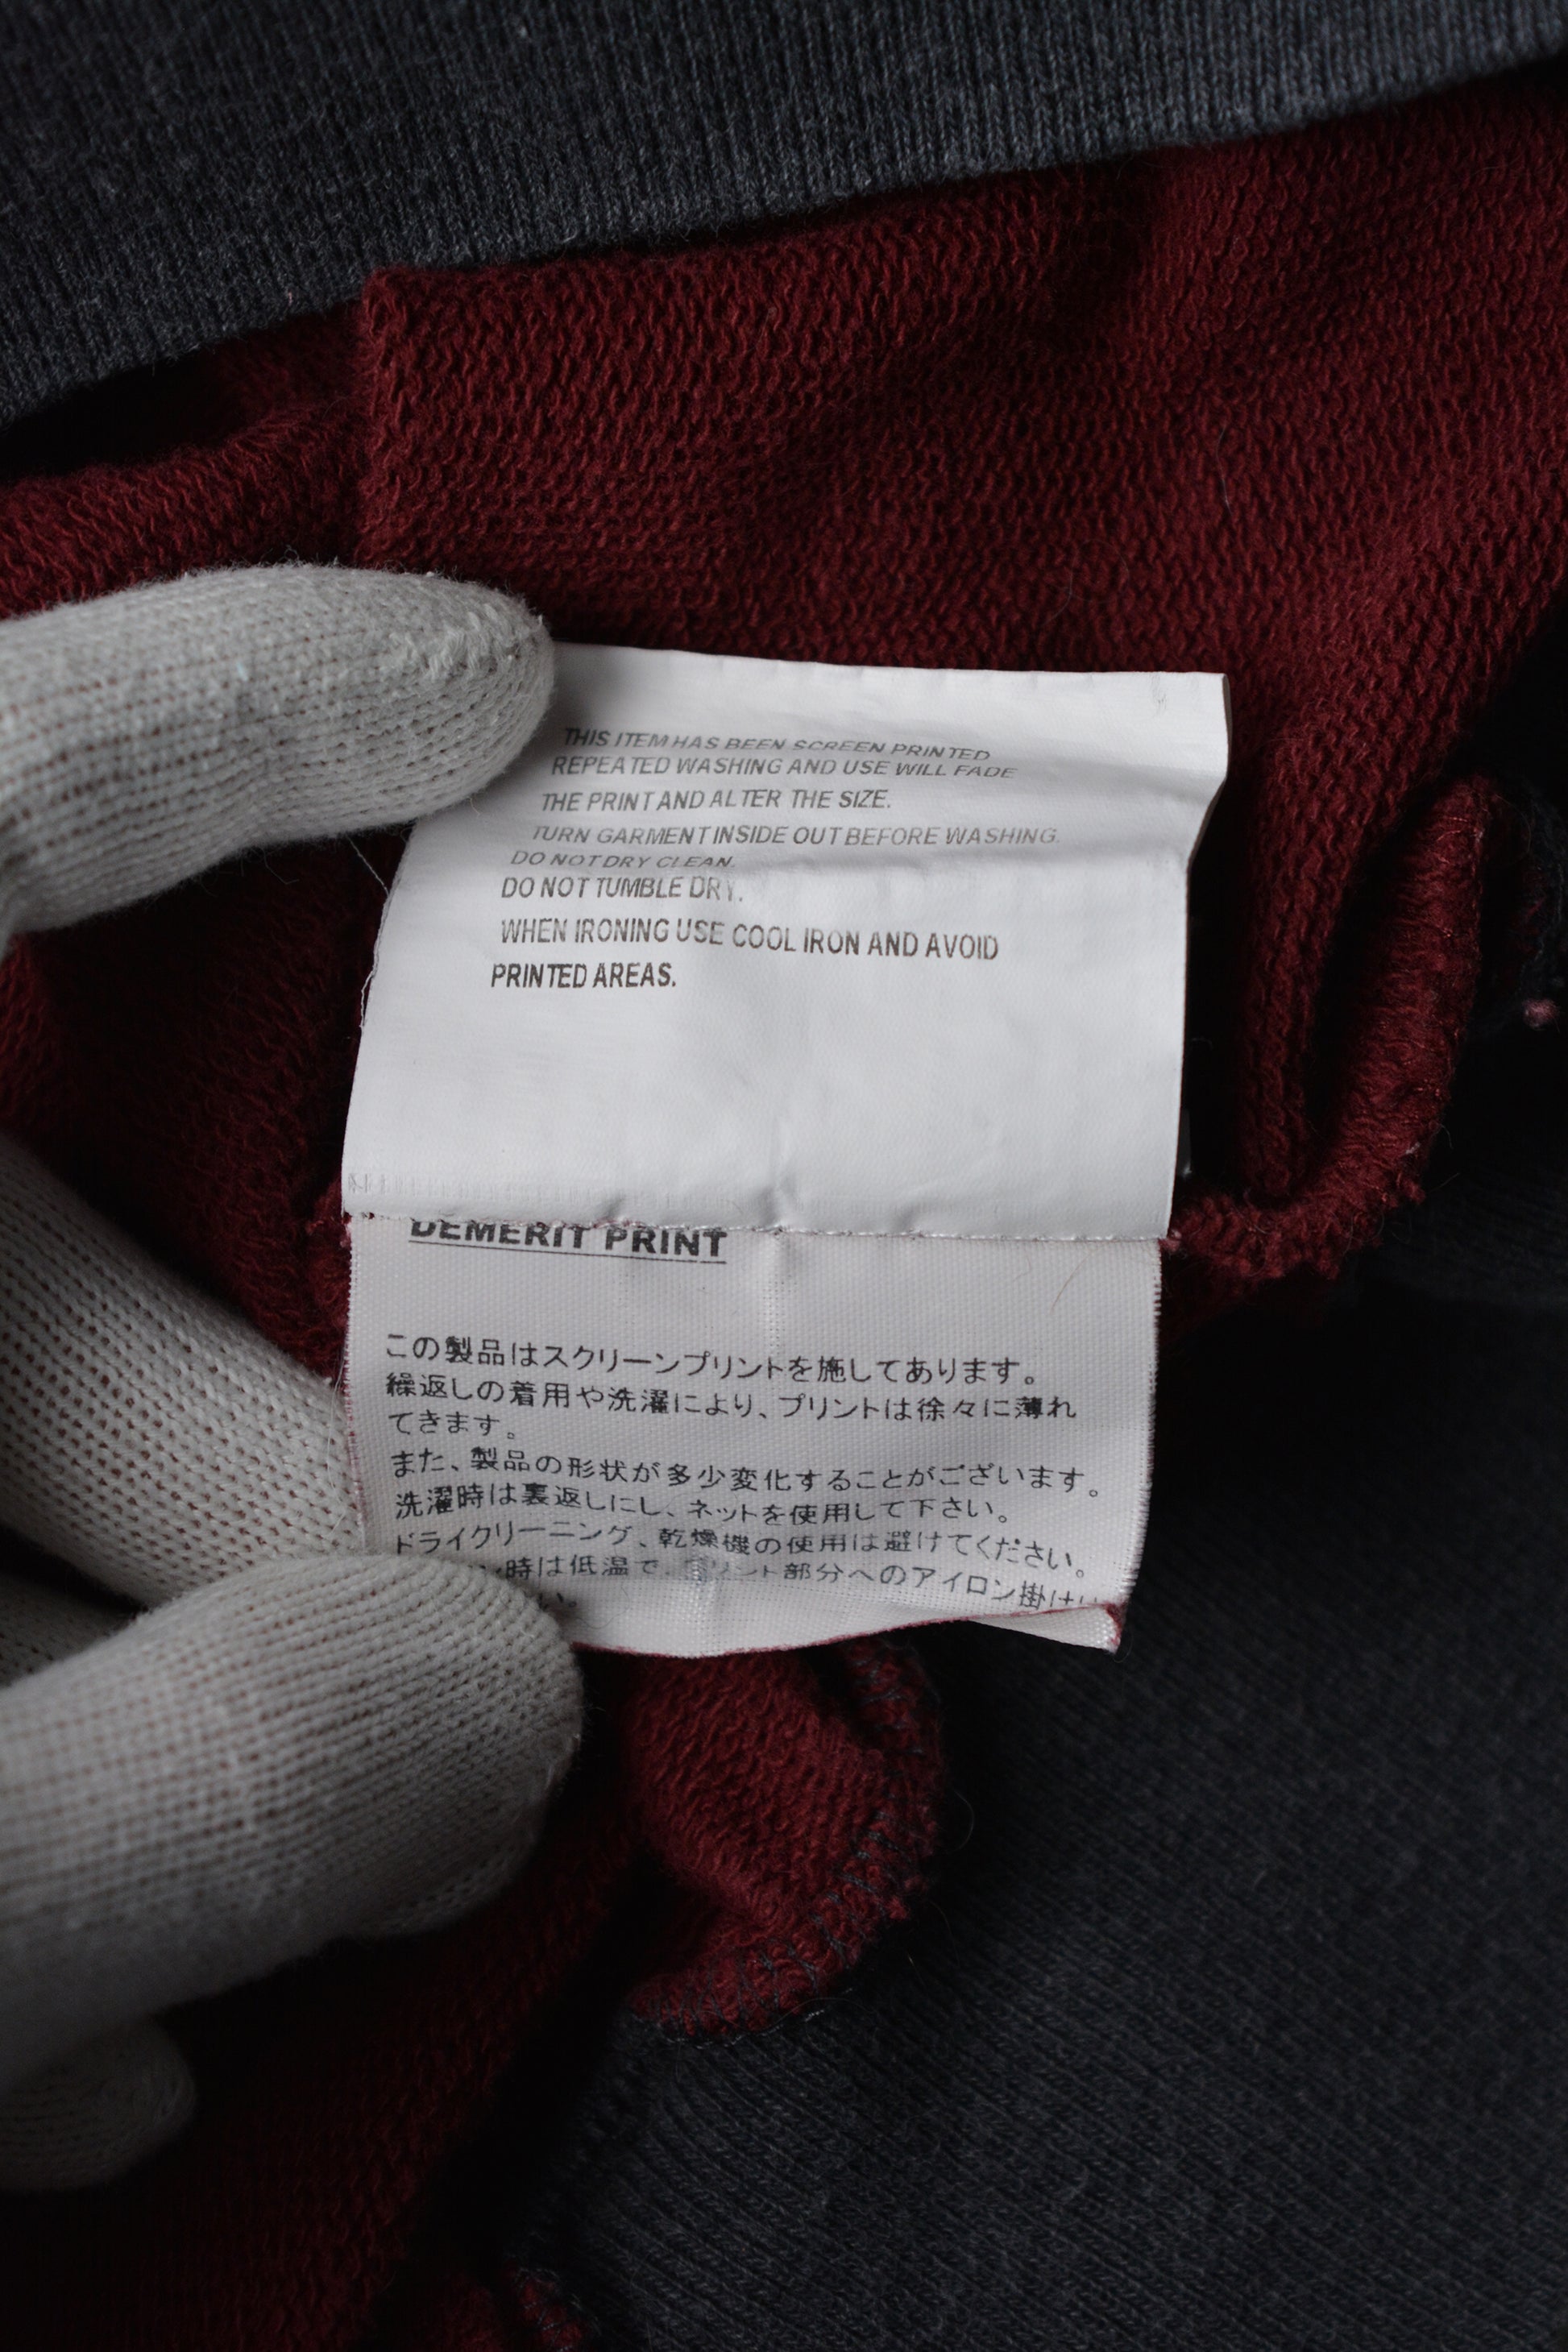 THIS ITEM HAS BEEN SCREEN PRINTED
REPEATED WASHING AND USE WILL FADE
THE PRINT AND ALTER THE SIZE.
TURN GARMENT INSIDE OUT BEFORE WASHING.
DO NOT DRY CLEAN.
DO NOT TUMBLE DRY.
WHEN IRONING USE COOL IRON AND AVOID
PRINTED AREAS.
DEMERIT PRINT
この製品はスクリーンプリントを施してあります。
繰返しの着用や洗濯により、プリントは徐々に薄れ
てきます。
また、製品の形状が多少変化することがございます。
洗濯時は裏返しにし、ネットを使用して下さい。
ドライクリーニング、乾燥機の使用は避けてください。
ン時は低温で、プリント部分へのアイロン掛けは
い。